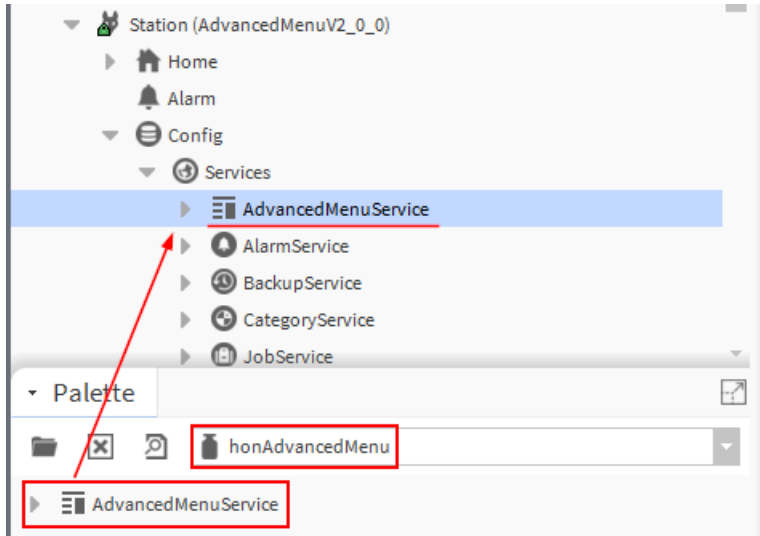 Station (AdvancedMenuV2_0_0)
Home
Alarm
Config
Services
AdvancedMenuService
AlarmService
BackupService
CategoryService
JobService
Palette
honAdvancedMenu
AdvancedMenuService